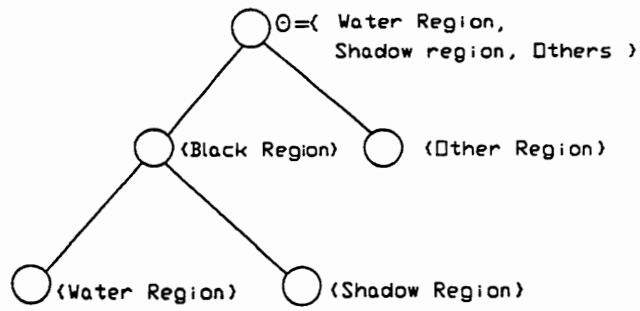 Θ={ Water Region,
Shadow region, Others }
{Black Region}
{Other Region}
{Water Region}
{Shadow Region}